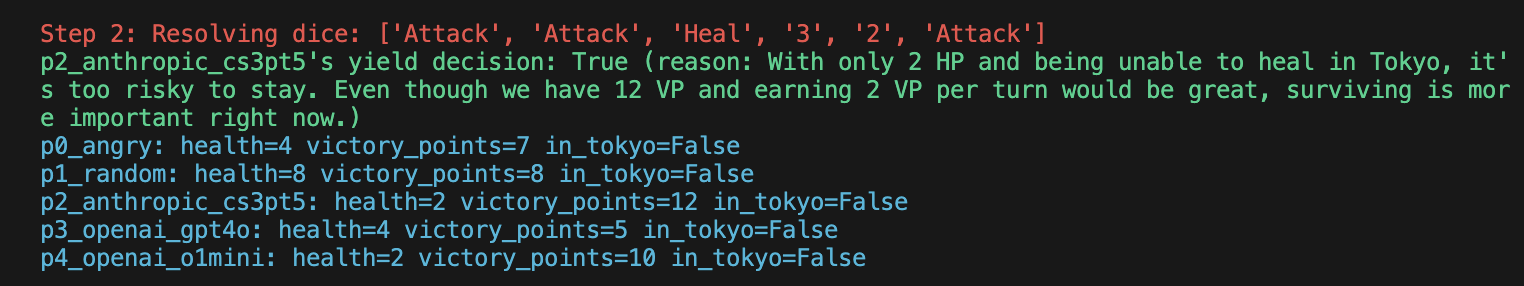 Step 2: Resolving dice: ['Attack', 'Attack', 'Heal', '3', '2', 'Attack']
p2_anthropic_cs3pt5's yield decision: True (reason: With only 2 HP and being unable to heal in Tokyo, it'
s too risky to stay. Even though we have 12 VP and earning 2 VP per turn would be great, surviving is mor
e important right now.)
p0_angry: health=4 victory_points=7 in_tokyo=False
p1_random: health=8 victory_points=8 in_tokyo=False
p2_anthropic_cs3pt5: health=2 victory_points=12 in_tokyo=False
p3_openai_gpt4o: health=4 victory_points=5 in_tokyo=False
p4_openai_o1mini: health=2 victory_points=10 in_tokyo=False